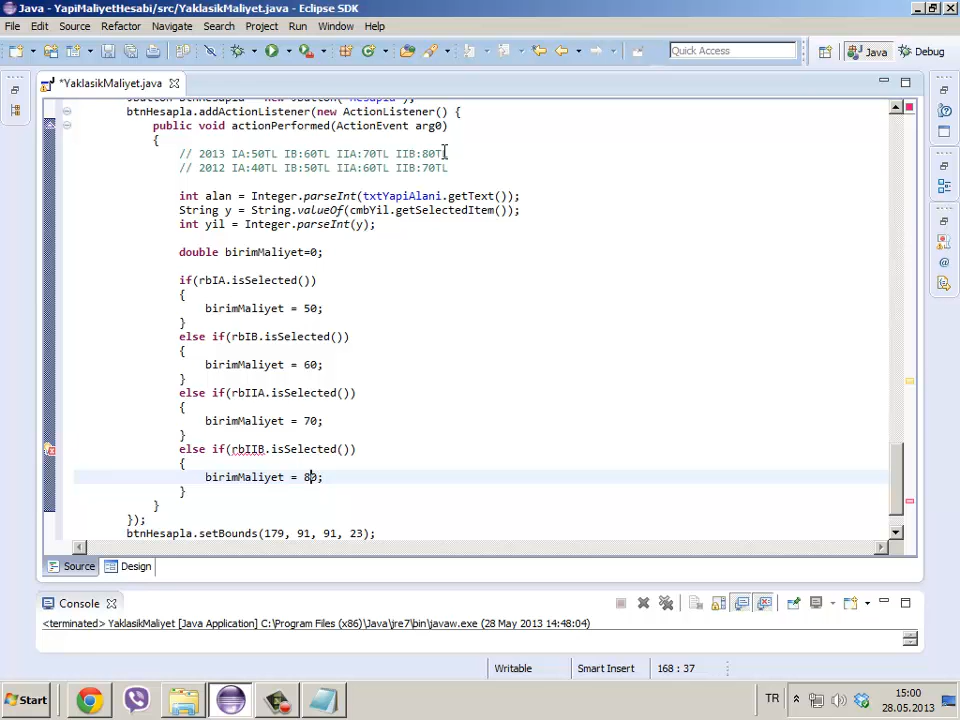 Java - YapiMaliyetHesabi/src/YaklasikMaliyet.java - Eclipse SDK
File Edit Source Refactor Navigate Search Project Run Window Help
Quick Access
Java
Debug
*YaklasikMaliyet.java
JButton btnHesapla = new JButton("Hesapla");
btnHesapla.addActionListener(new ActionListener() {
public void actionPerformed(ActionEvent arg0)
{
// 2013 IA:50TL IB:60TL IIA:70TL IIB:80TL
// 2012 IA:40TL IB:50TL IIA:60TL IIB:70TL
int alan = Integer.parseInt(txtYapiAlani.getText());
String y = String.valueOf(cmbYil.getSelectedItem());
int yil = Integer.parseInt(y);
double birimMaliyet=0;
if(rbIA.isSelected())
{
birimMaliyet = 50;
}
else if(rbIB.isSelected())
{
birimMaliyet = 60;
}
else if(rbIIA.isSelected())
{
birimMaliyet = 70;
}
else if(rbIIB.isSelected())
{
birimMaliyet = 80;
}
}
});
btnHesapla.setBounds(179, 91, 91, 23);
Source Design
Console
<terminated> YaklasikMaliyet [Java Application] C:\Program Files (x86)\Java\jre7\bin\javaw.exe (28 May 2013 14:48:04)
Writable Smart Insert 168 : 37
Start
TR
15:00
28.05.2013